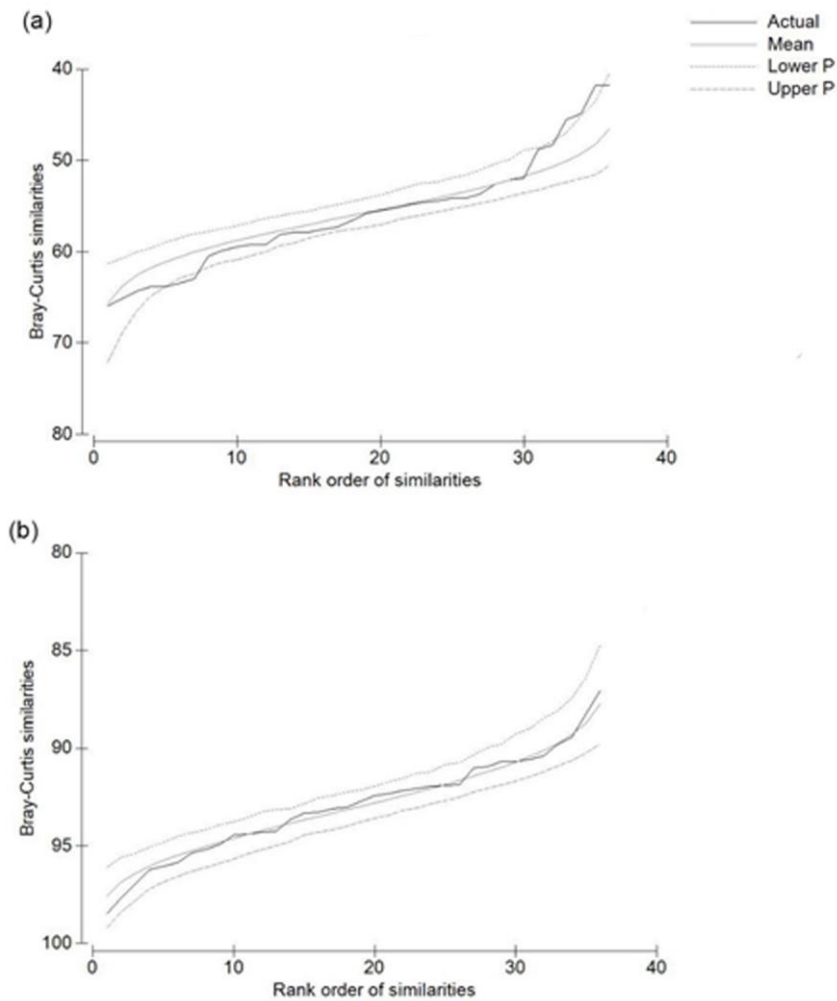 (a)
Actual
Mean
Lower P
Upper P
40
50
60
70
80
Bray-Curtis similarities
0 10 20 30 40
Rank order of similarities
(b)
80
85
90
95
100
Bray-Curtis similarities
0 10 20 30 40
Rank order of similarities